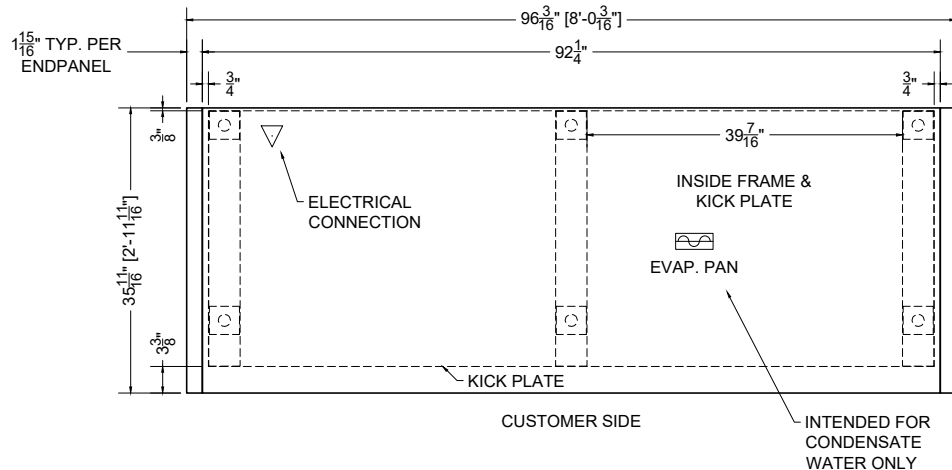 96 3/16" [8'-0 3/16"]
1 15/16" TYP. PER
ENDPANEL
92 1/4"
3/4"
3/4"
3/8"
39 7/16"
ELECTRICAL
CONNECTION
INSIDE FRAME &
KICK PLATE
EVAP. PAN
35 11/16" [2'-11 11/16"]
3 3/8"
KICK PLATE
CUSTOMER SIDE
INTENDED FOR
CONDENSATE
WATER ONLY